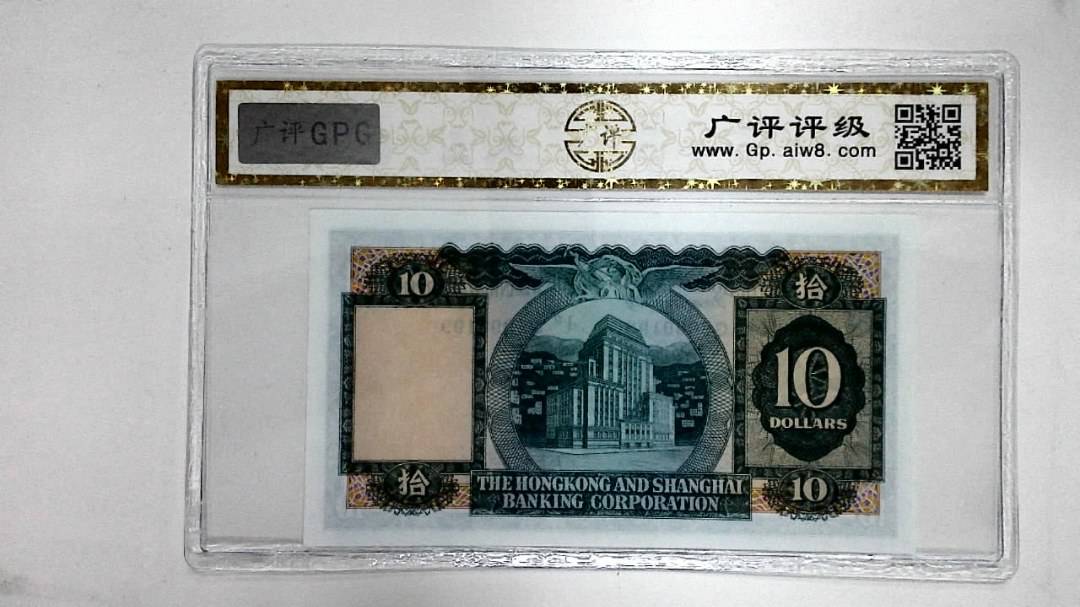 广评GPG
评
广评评级
www. Gp. aiw8. com
10
拾
10
DOLLARS
拾
THE HONGKONG AND SHANGHAI
BANKING CORPORATION
10